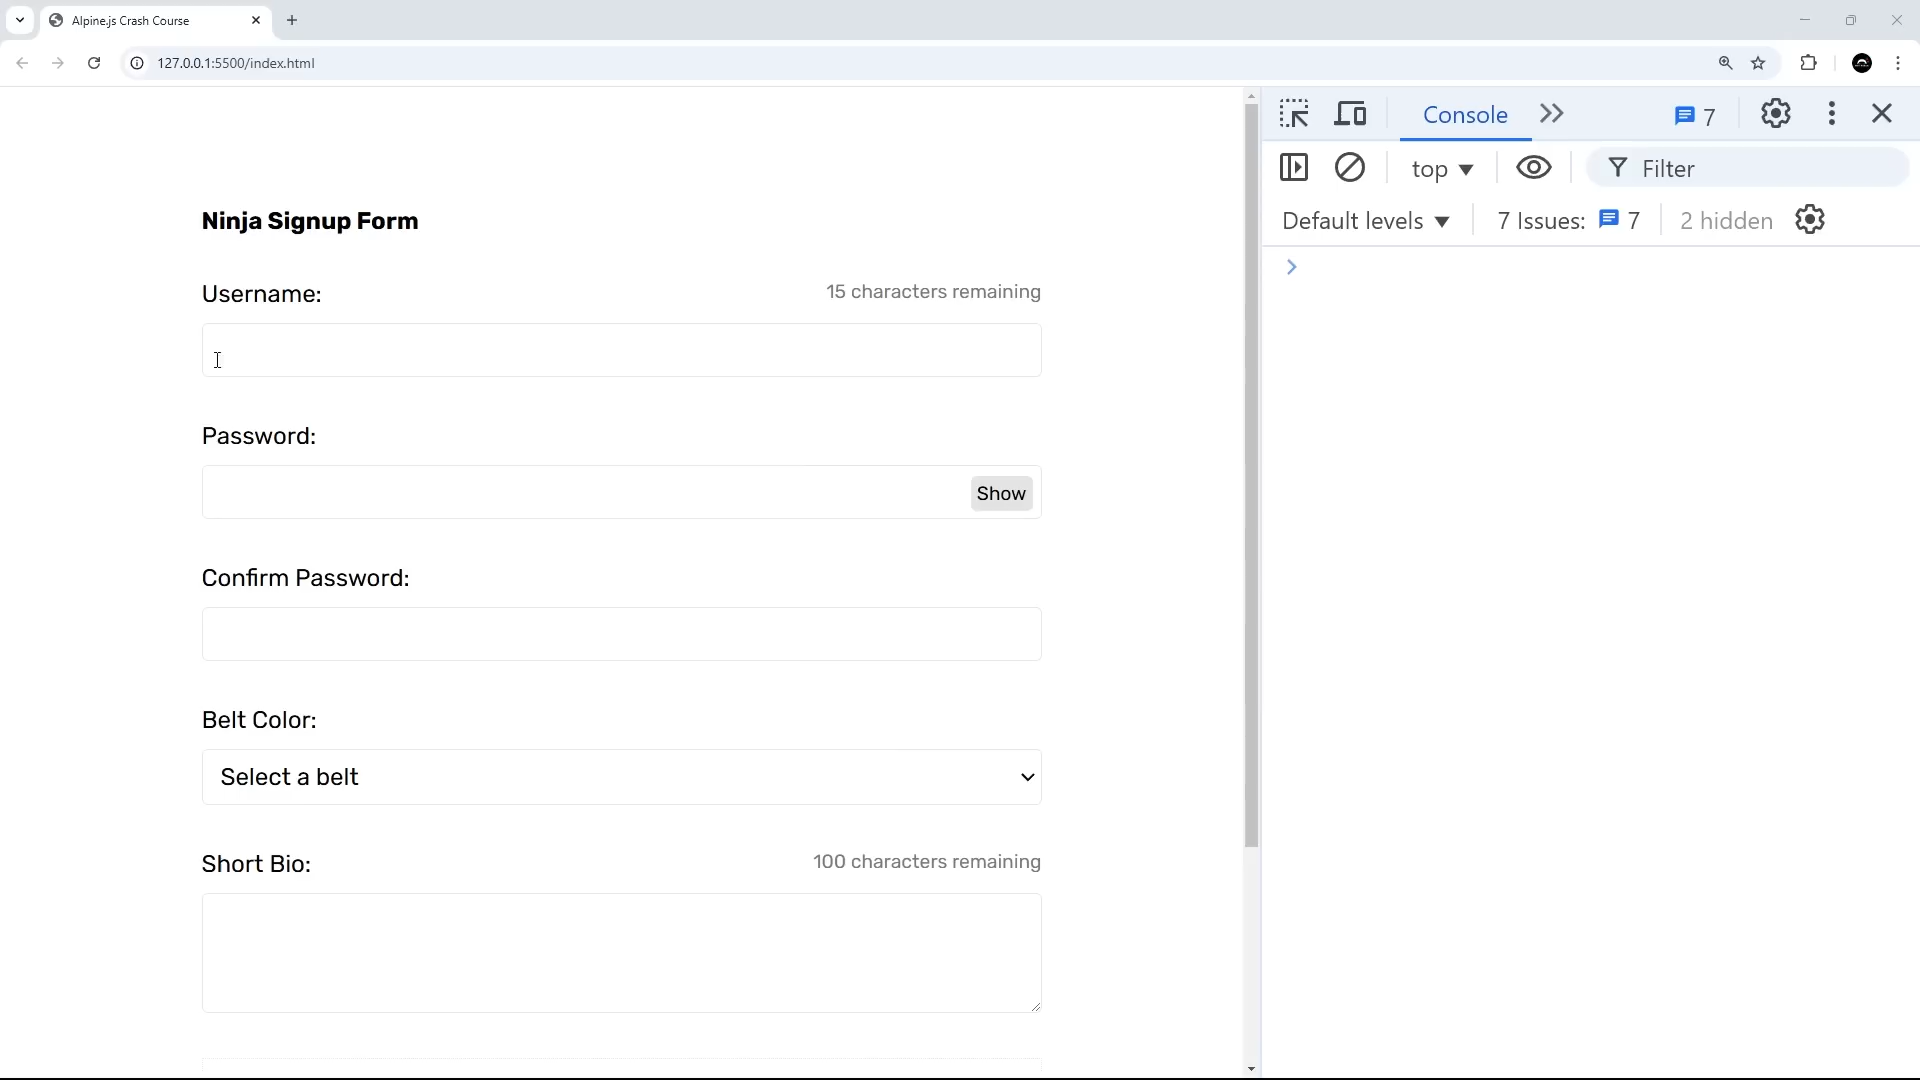 Alpine.js Crash Course
127.0.0.1:5500/index.html
Console
7
top
Filter
Default levels
7 Issues: 7
2 hidden
Ninja Signup Form
Username:
15 characters remaining
Password:
Show
Confirm Password:
Belt Color:
Select a belt
Short Bio:
100 characters remaining